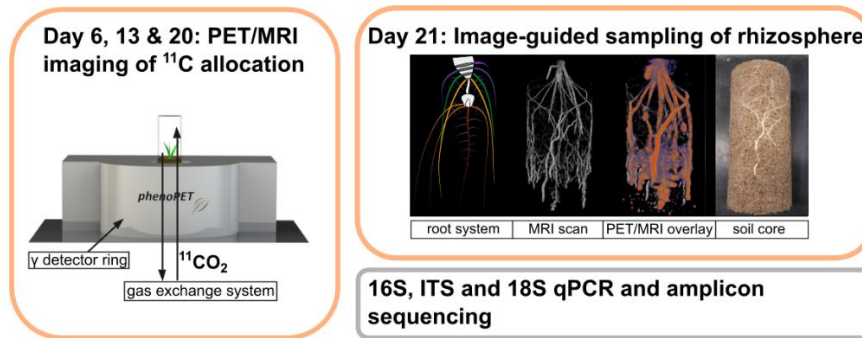 Day 6, 13 & 20: PET/MRI
imaging of ¹¹C allocation
phenoPET
¹¹CO₂
γ detector ring
gas exchange system
Day 21: Image-guided sampling of rhizosphere
root system
MRI scan
PET/MRI overlay
soil core
16S, ITS and 18S qPCR and amplicon
sequencing